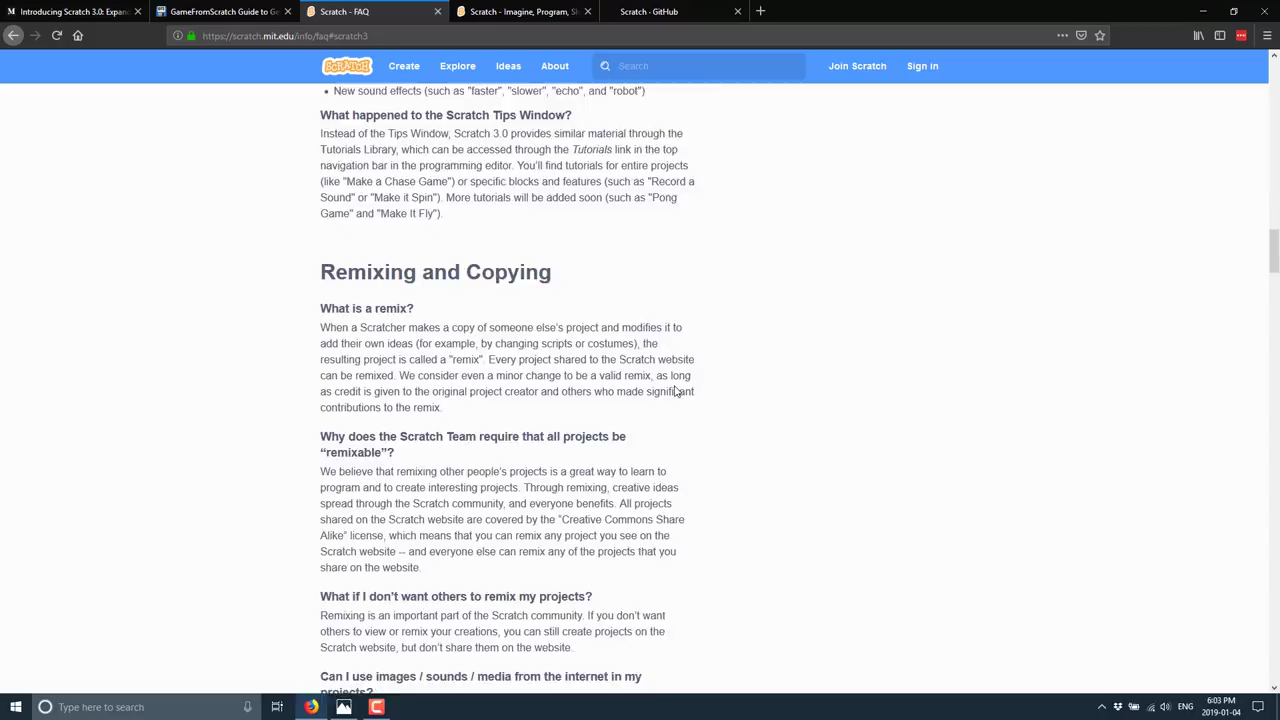 Introducing Scratch 3.0: Expan
GameFromScratch Guide to Ge
Scratch - FAQ
Scratch - Imagine, Program, Sh
Scratch · GitHub
https://scratch.mit.edu/info/faq#scratch3
SCRATCH Create Explore Ideas About Search Join Scratch Sign in
• New sound effects (such as "faster", "slower", "echo", and "robot")
What happened to the Scratch Tips Window?
Instead of the Tips Window, Scratch 3.0 provides similar material through the
Tutorials Library, which can be accessed through the Tutorials link in the top
navigation bar in the programming editor. You’ll find tutorials for entire projects
(like "Make a Chase Game") or specific blocks and features (such as "Record a
Sound" or "Make it Spin"). More tutorials will be added soon (such as "Pong
Game" and "Make It Fly").
Remixing and Copying
What is a remix?
When a Scratcher makes a copy of someone else’s project and modifies it to
add their own ideas (for example, by changing scripts or costumes), the
resulting project is called a "remix". Every project shared to the Scratch website
can be remixed. We consider even a minor change to be a valid remix, as long
as credit is given to the original project creator and others who made significant
contributions to the remix.
Why does the Scratch Team require that all projects be
“remixable”?
We believe that remixing other people’s projects is a great way to learn to
program and to create interesting projects. Through remixing, creative ideas
spread through the Scratch community, and everyone benefits. All projects
shared on the Scratch website are covered by the “Creative Commons Share
Alike” license, which means that you can remix any project you see on the
Scratch website -- and everyone else can remix any of the projects that you
share on the website.
What if I don’t want others to remix my projects?
Remixing is an important part of the Scratch community. If you don’t want
others to view or remix your creations, you can still create projects on the
Scratch website, but don’t share them on the website.
Can I use images / sounds / media from the internet in my
projects?
Type here to search
ENG
6:03 PM
2019-01-04